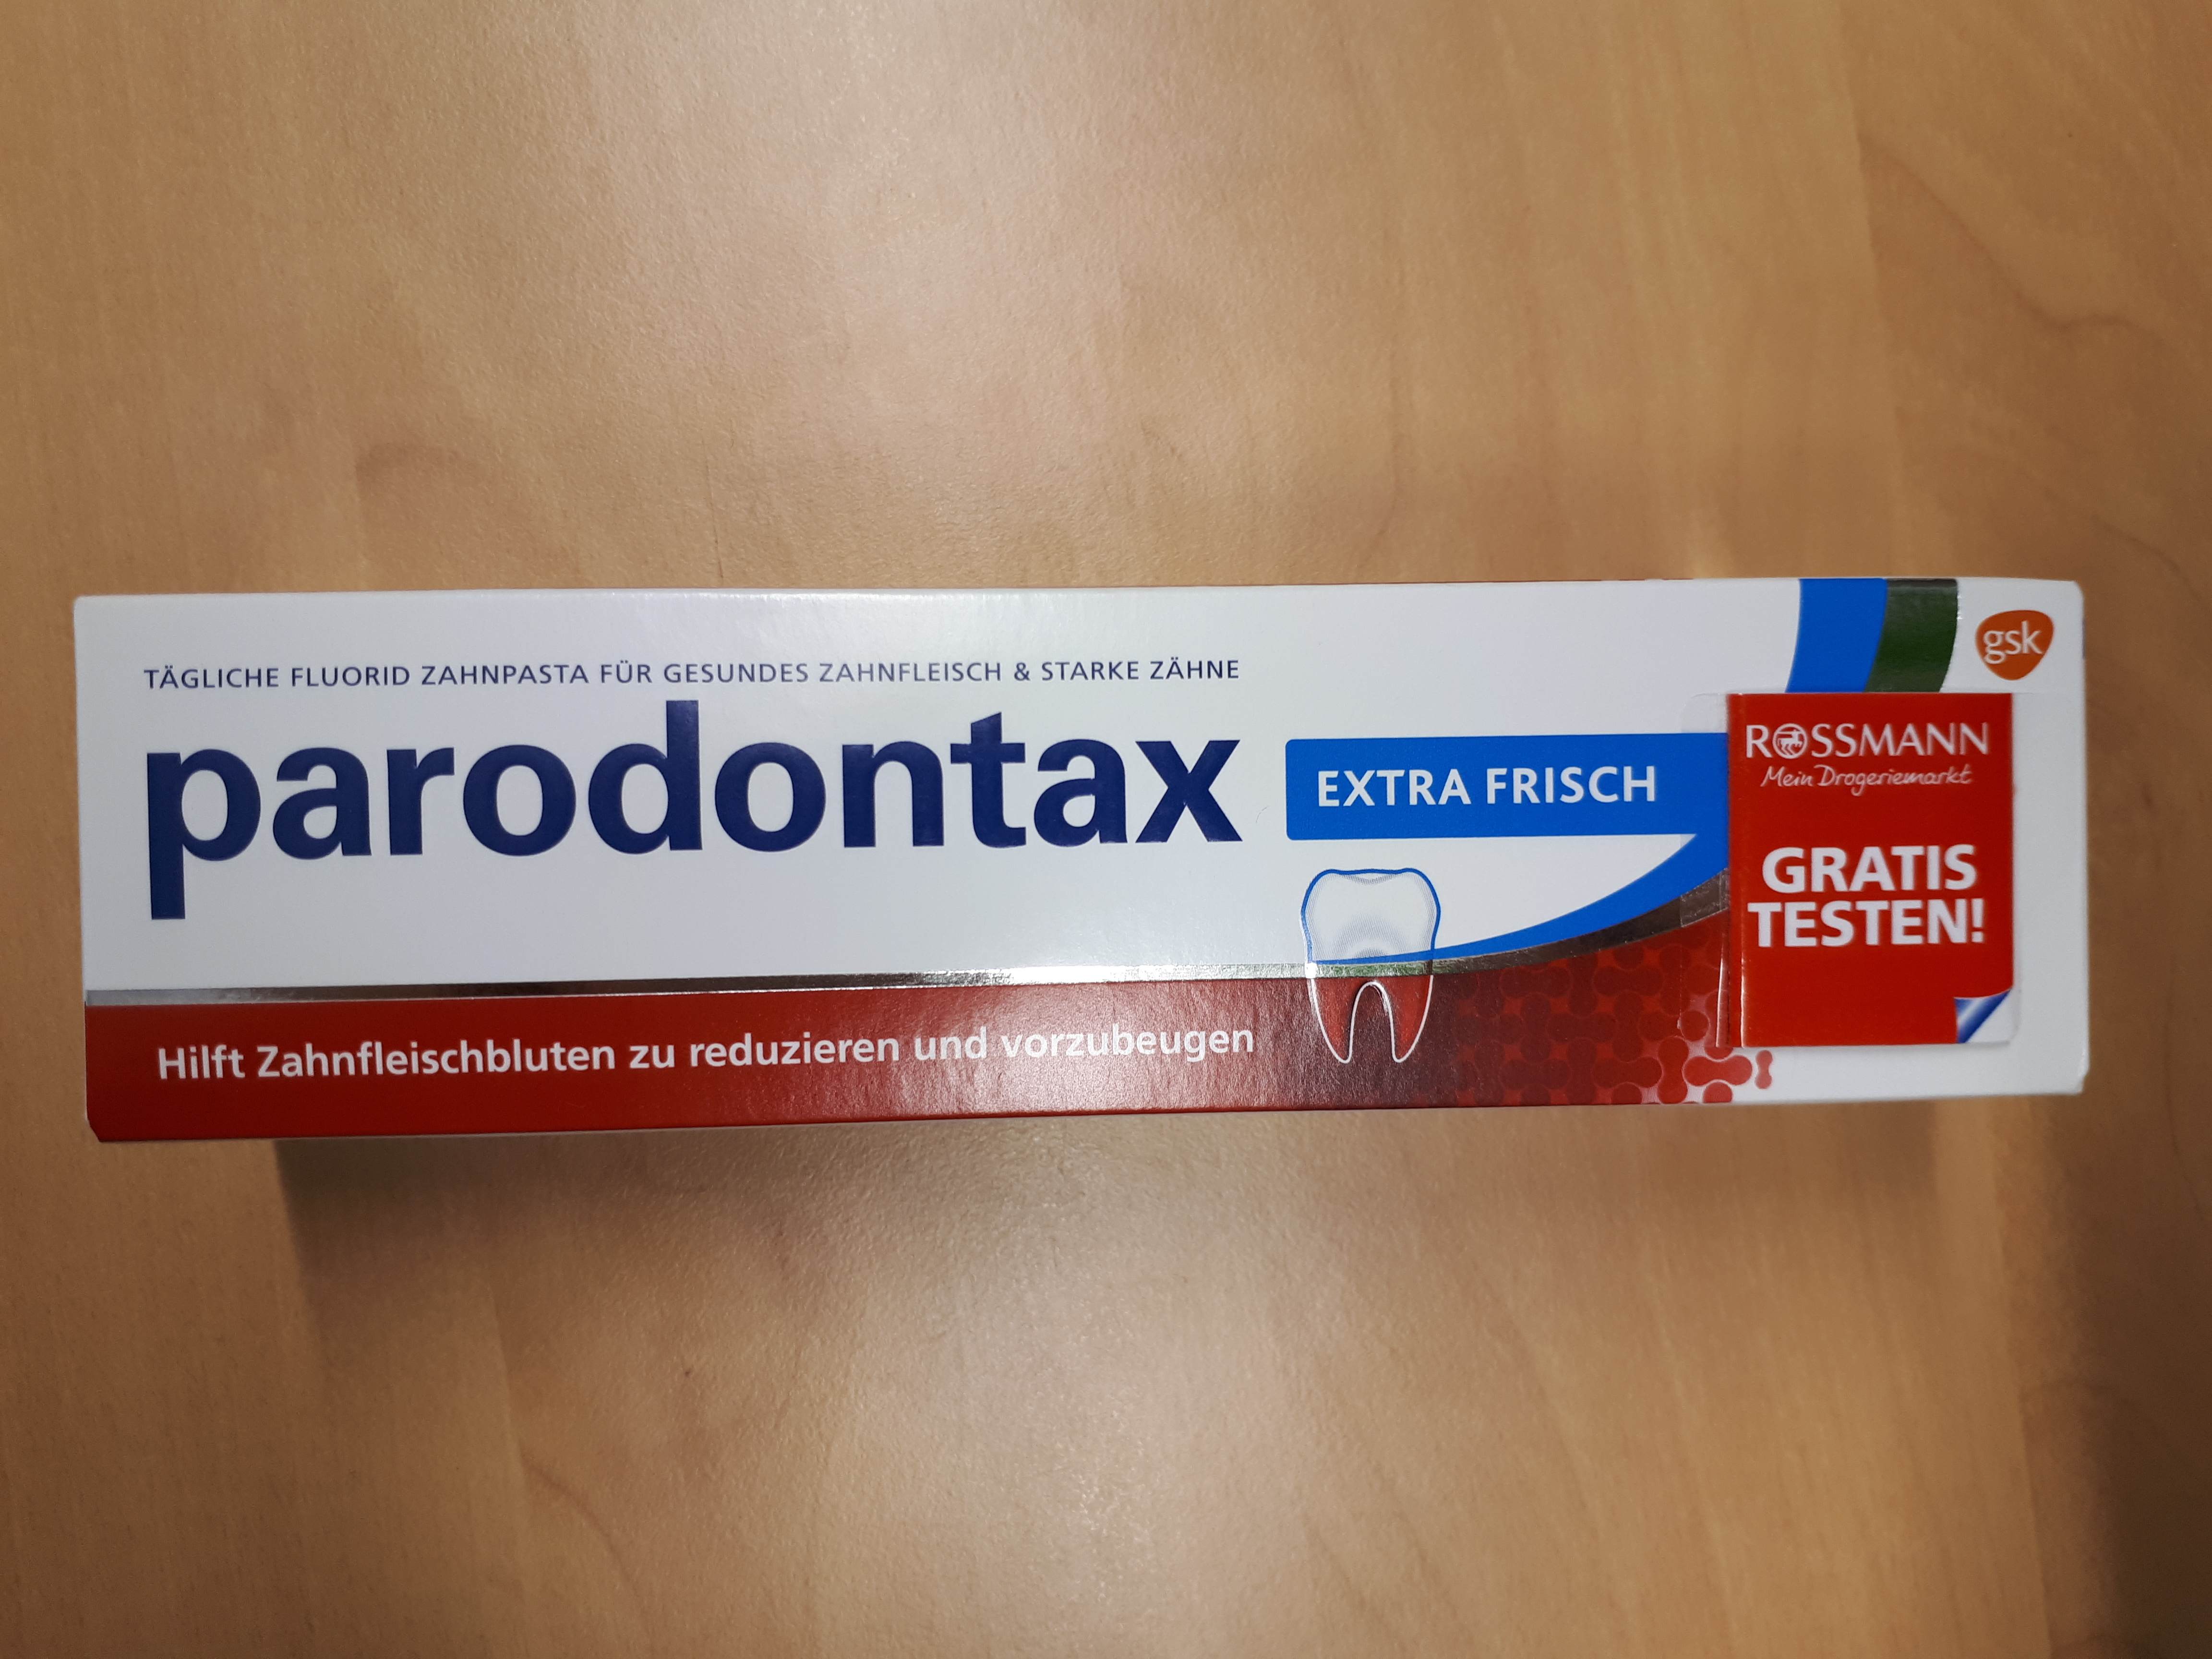 TÄGLICHE FLUORID ZAHNPASTA FÜR GESUNDES ZAHNFLEISCH & STARKE ZÄHNE
parodontax
EXTRA FRISCH
Hilft Zahnfleischbluten zu reduzieren und vorzubeugen
gsk
ROSSMANN
Mein Drogeriemarkt
GRATIS
TESTEN!